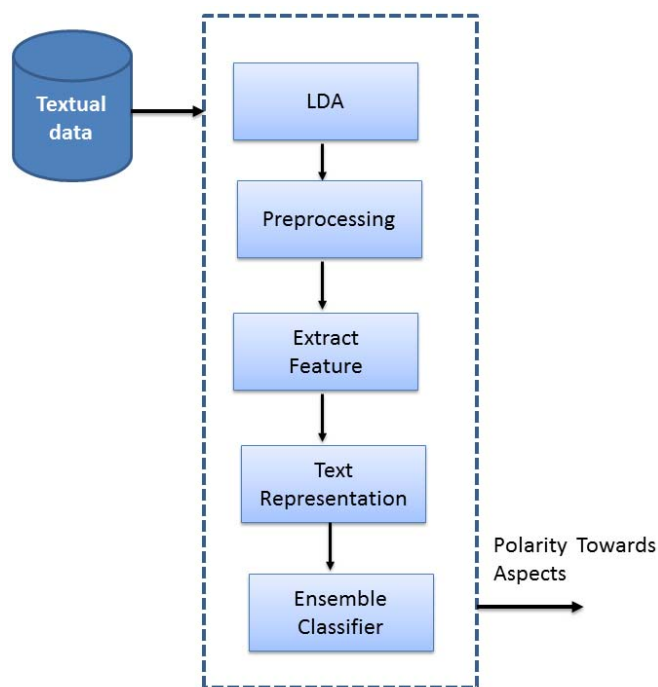 Textual
data
LDA
Preprocessing
Extract
Feature
Text
Representation
Ensemble
Classifier
Polarity Towards
Aspects